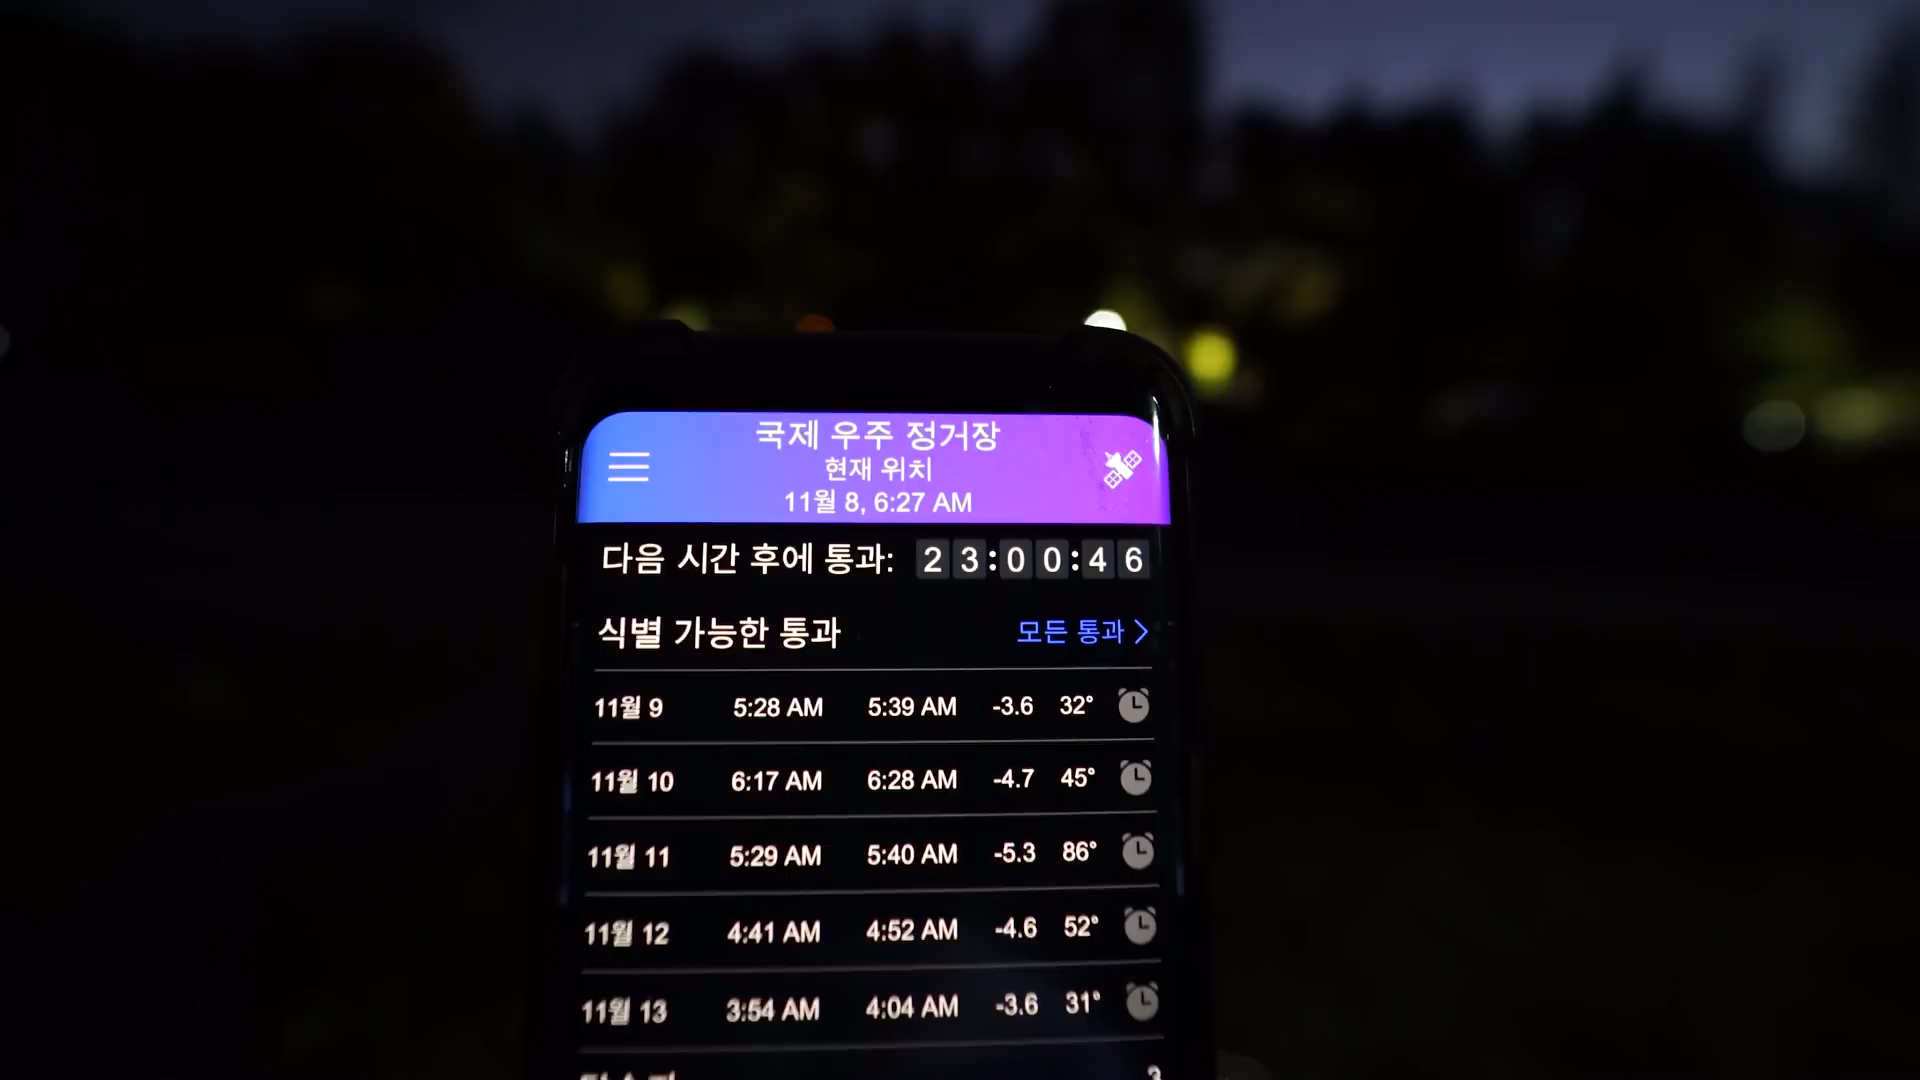 국제 우주 정거장
현재 위치
11월 8, 6:27 AM
다음 시간 후에 통과: 23:00:46
식별 가능한 통과 모든 통과
11월 9 5:28 AM 5:39 AM -3.6 32°
11월 10 6:17 AM 6:28 AM -4.7 45°
11월 11 5:29 AM 5:40 AM -5.3 86°
11월 12 4:41 AM 4:52 AM -4.6 52°
11월 13 3:54 AM 4:04 AM -3.6 31°